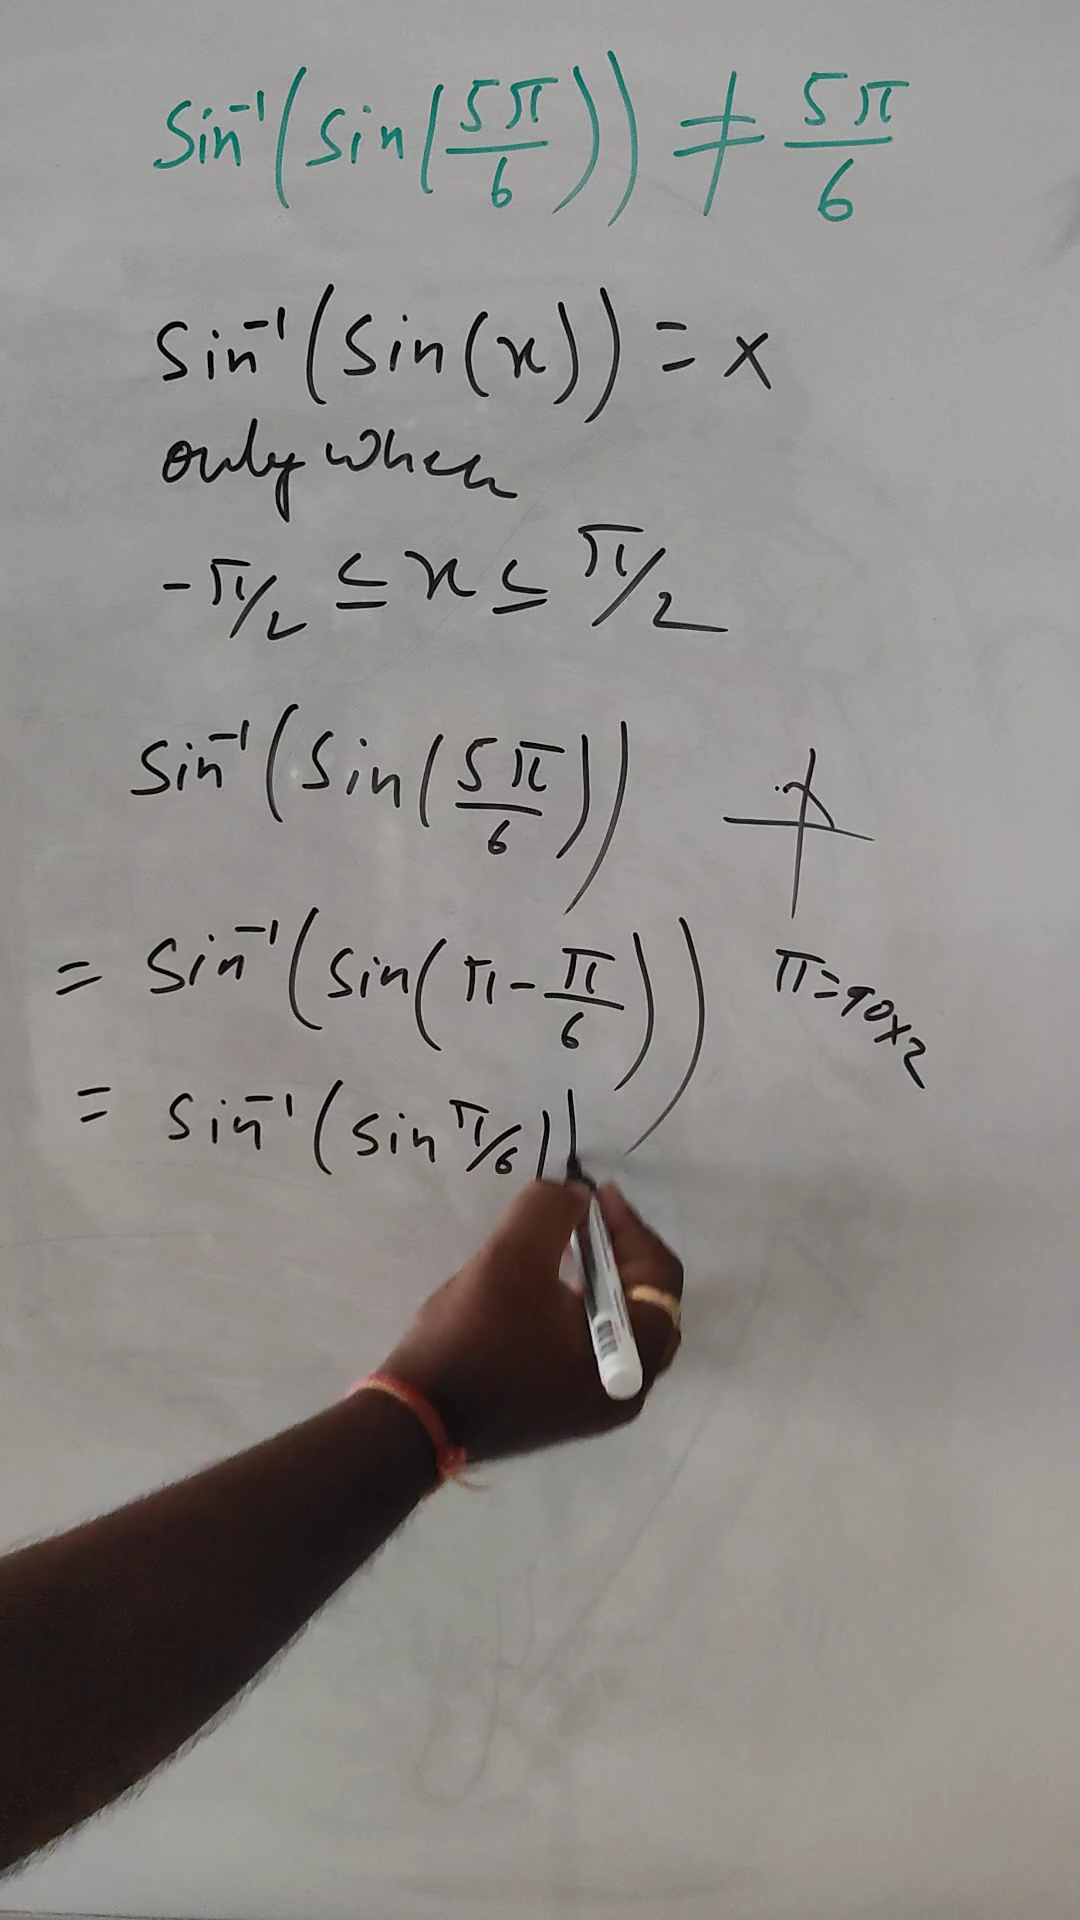 Sin⁻¹(Sin(5π/6)) ≠ 5π/6
Sin⁻¹(Sin(x)) = x
only when
-π/2 ≤ x ≤ π/2
Sin⁻¹(Sin(5π/6))
= Sin⁻¹(Sin(π-π/6))
π=90×2
= Sin⁻¹(Sin π/6))